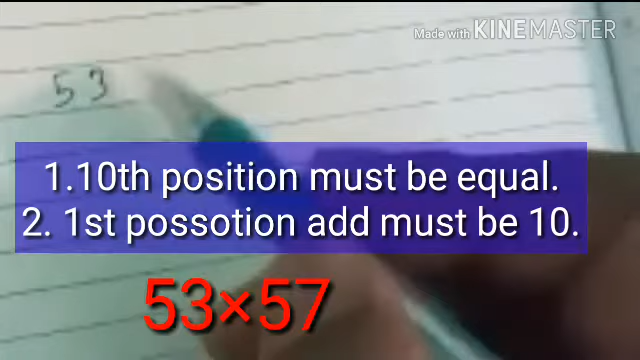 Made with KINEMASTER
53
1.10th position must be equal.
2. 1st possotion add must be 10.
53×57